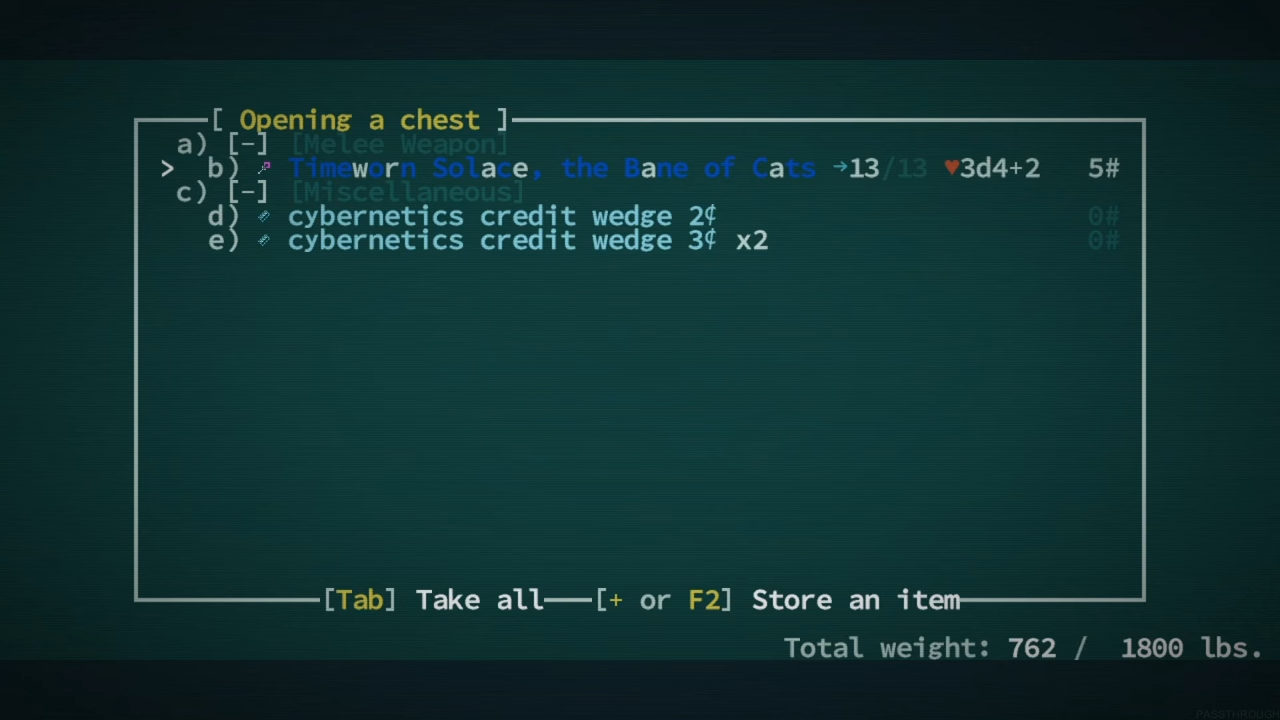 [ Opening a chest ]
a) [-] [Melee Weapon]
> b) Timeworn Solace, the Bane of Cats →13/13 ♥3d4+2 5#
c) [-] [Miscellaneous]
d) cybernetics credit wedge 2¢ 0#
e) cybernetics credit wedge 3¢ x2 0#
[Tab] Take all [+ or F2] Store an item
Total weight: 762 / 1800 lbs.